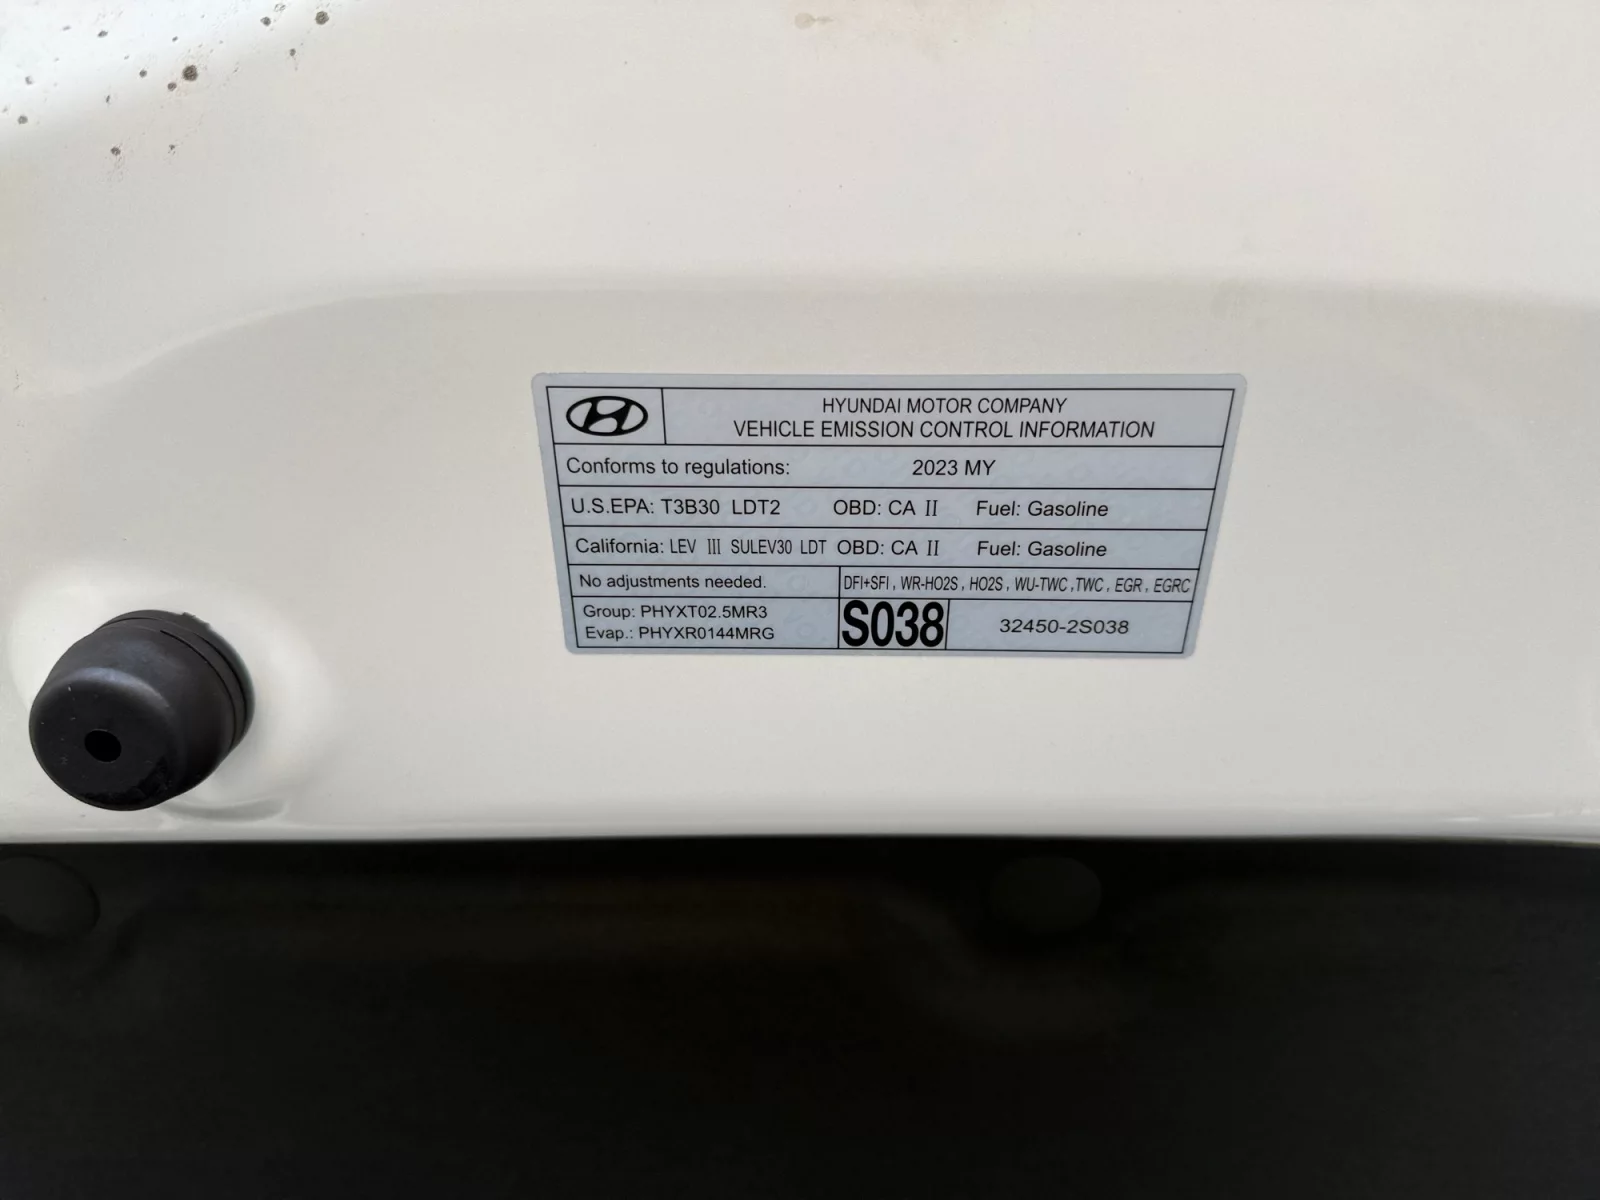 HYUNDAI MOTOR COMPANY
VEHICLE EMISSION CONTROL INFORMATION
Conforms to regulations: 2023 MY
U.S.EPA: T3B30 LDT2 OBD: CA II Fuel: Gasoline
California: LEV III SULEV30 LDT OBD: CA II Fuel: Gasoline
No adjustments needed. DFI+SFI, WR-HO2S, HO2S, WU-TWC, TWC, EGR, EGRC
Group: PHYXT02.5MR3
Evap.: PHYXR0144MRG
S038 32450-2S038